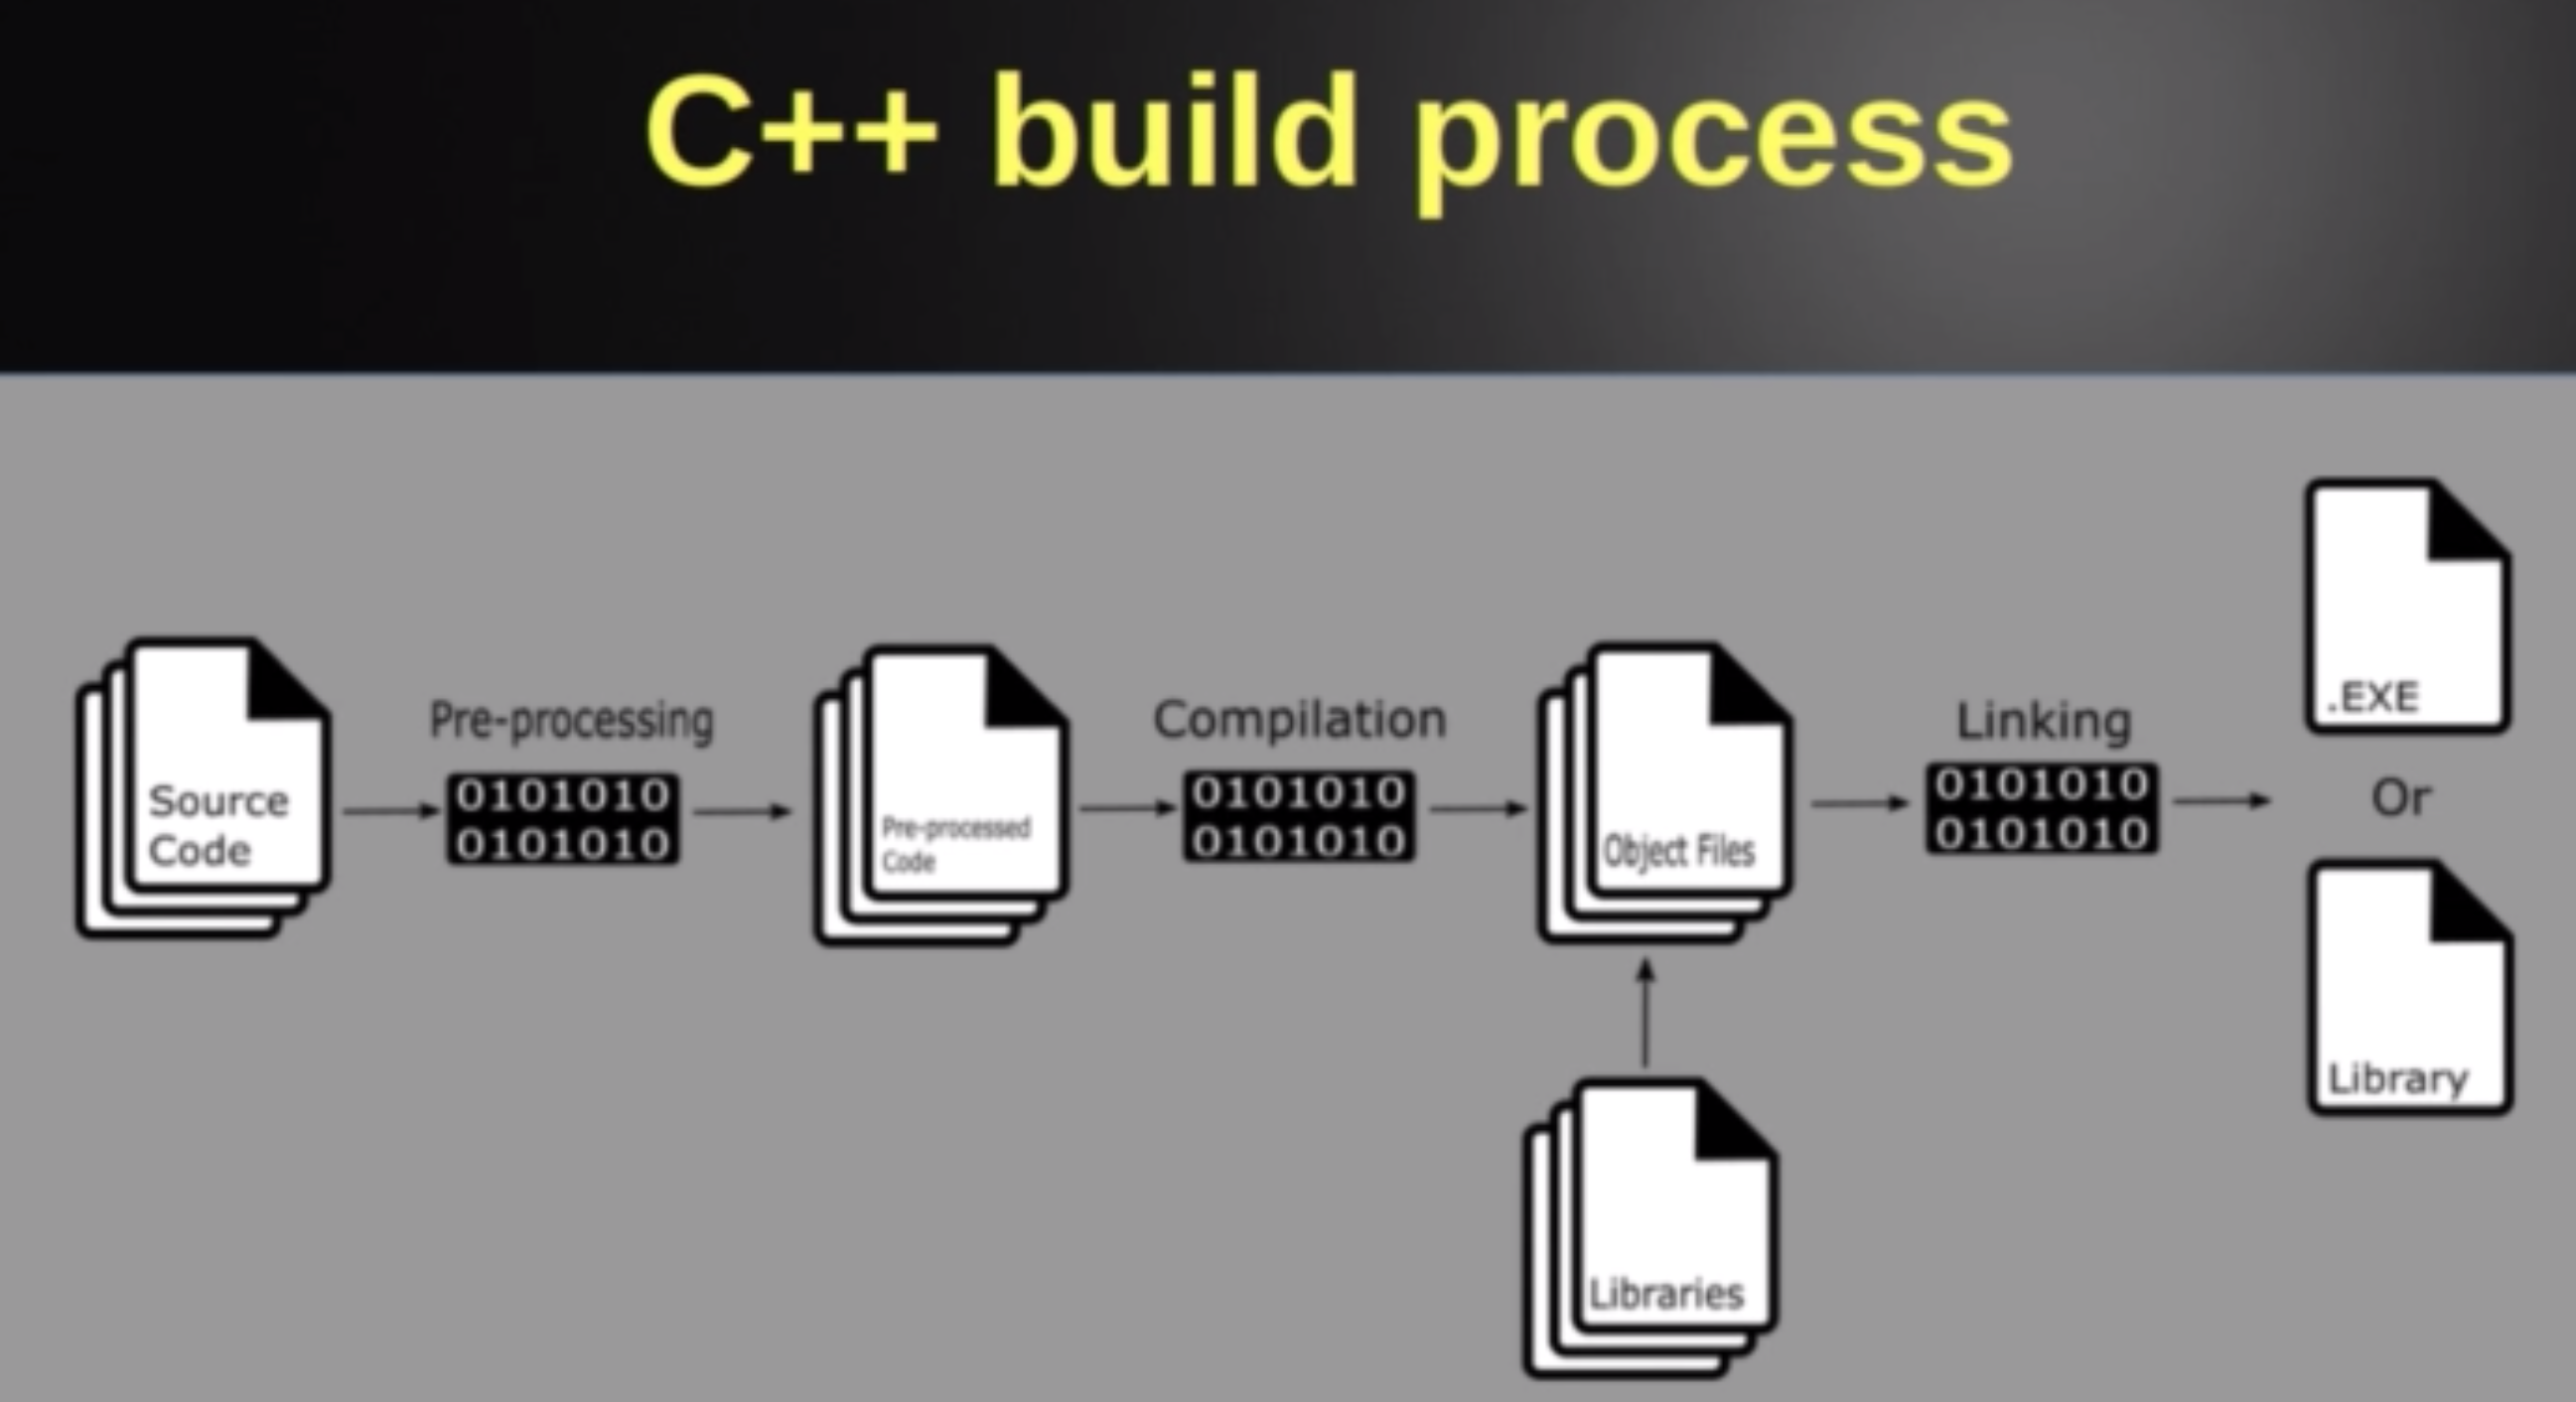 C++ build process
Source
Code
Pre-processing
0101010
0101010
Pre-processed
Code
Compilation
0101010
0101010
Object Files
Linking
0101010
0101010
.EXE
Or
Library
Libraries